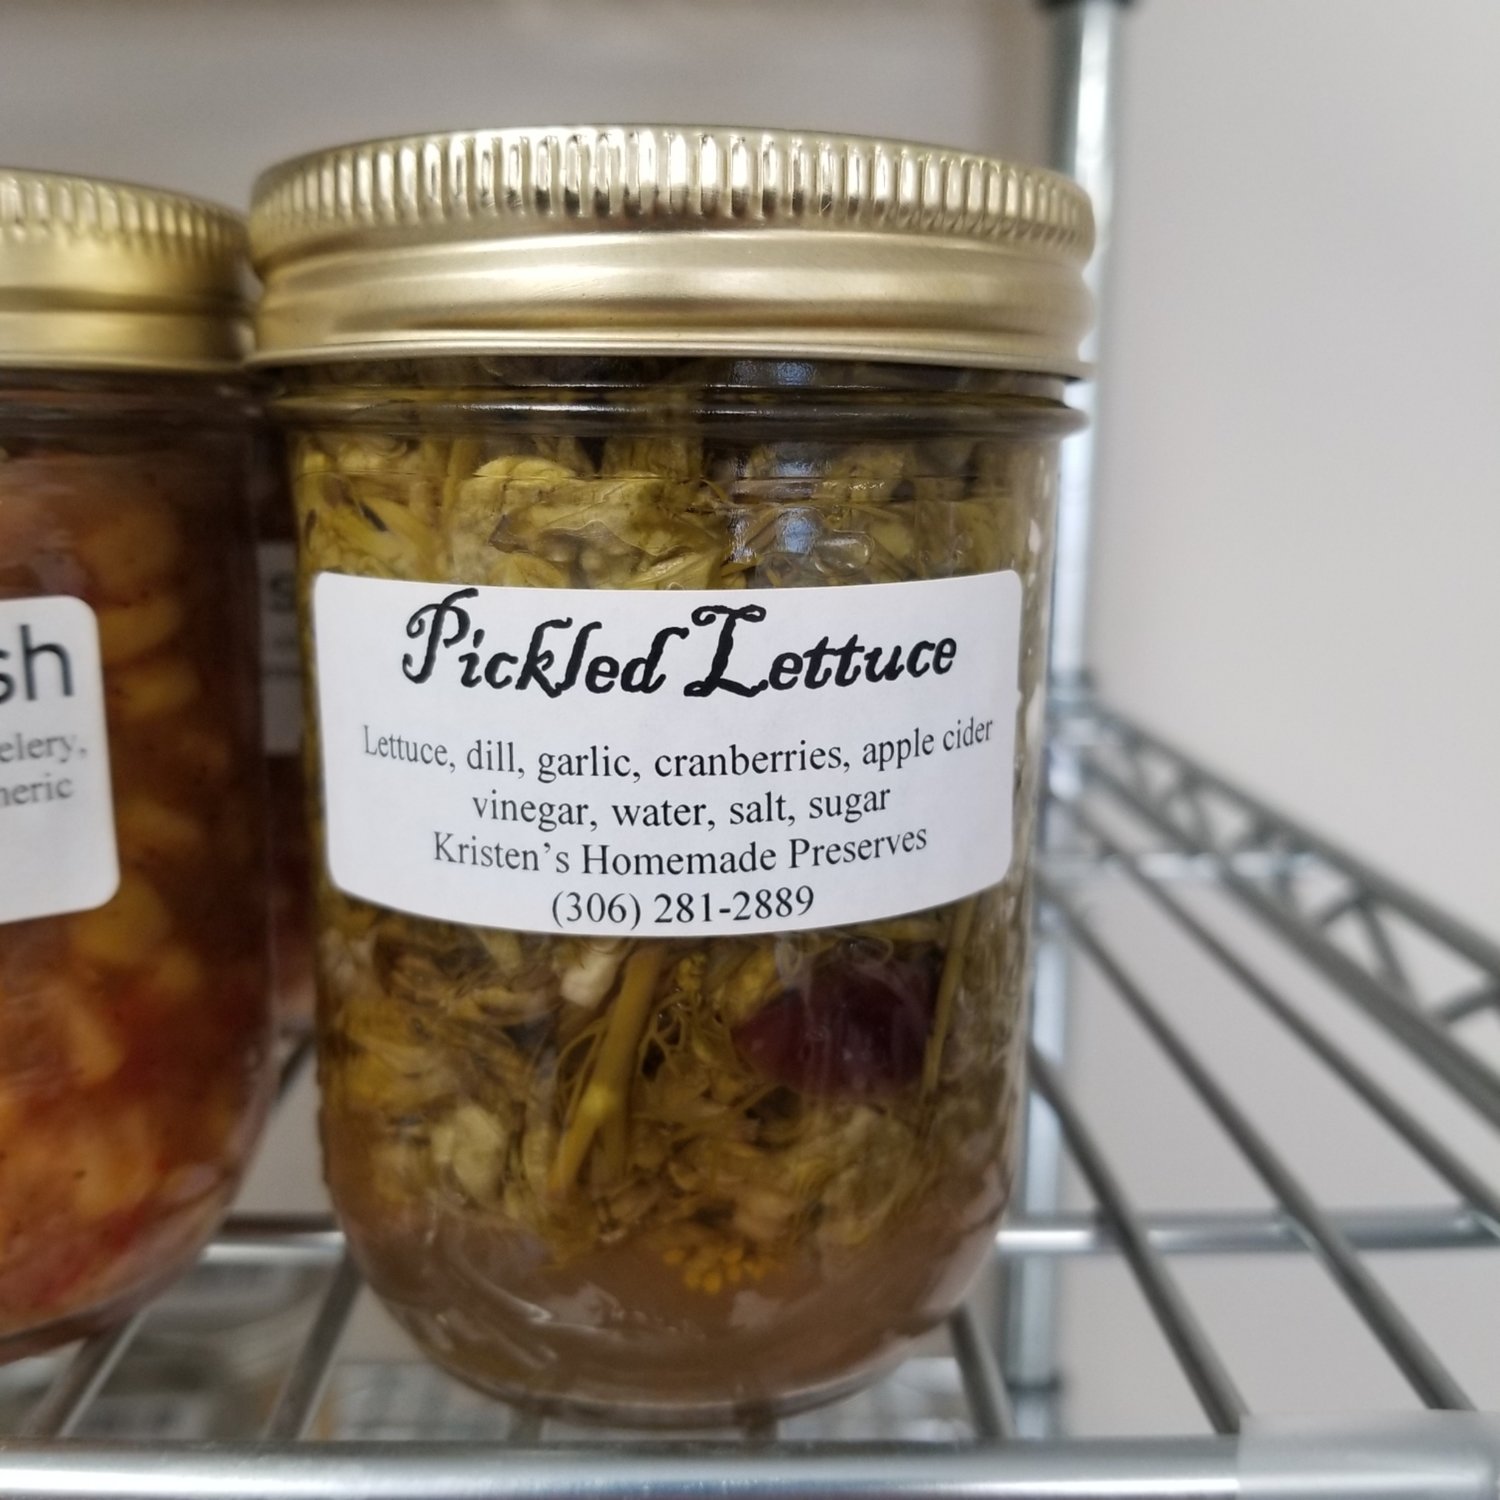 Pickled Lettuce
Lettuce, dill, garlic, cranberries, apple cider
vinegar, water, salt, sugar
Kristen's Homemade Preserves
(306) 281-2889
sh
elery,
neric